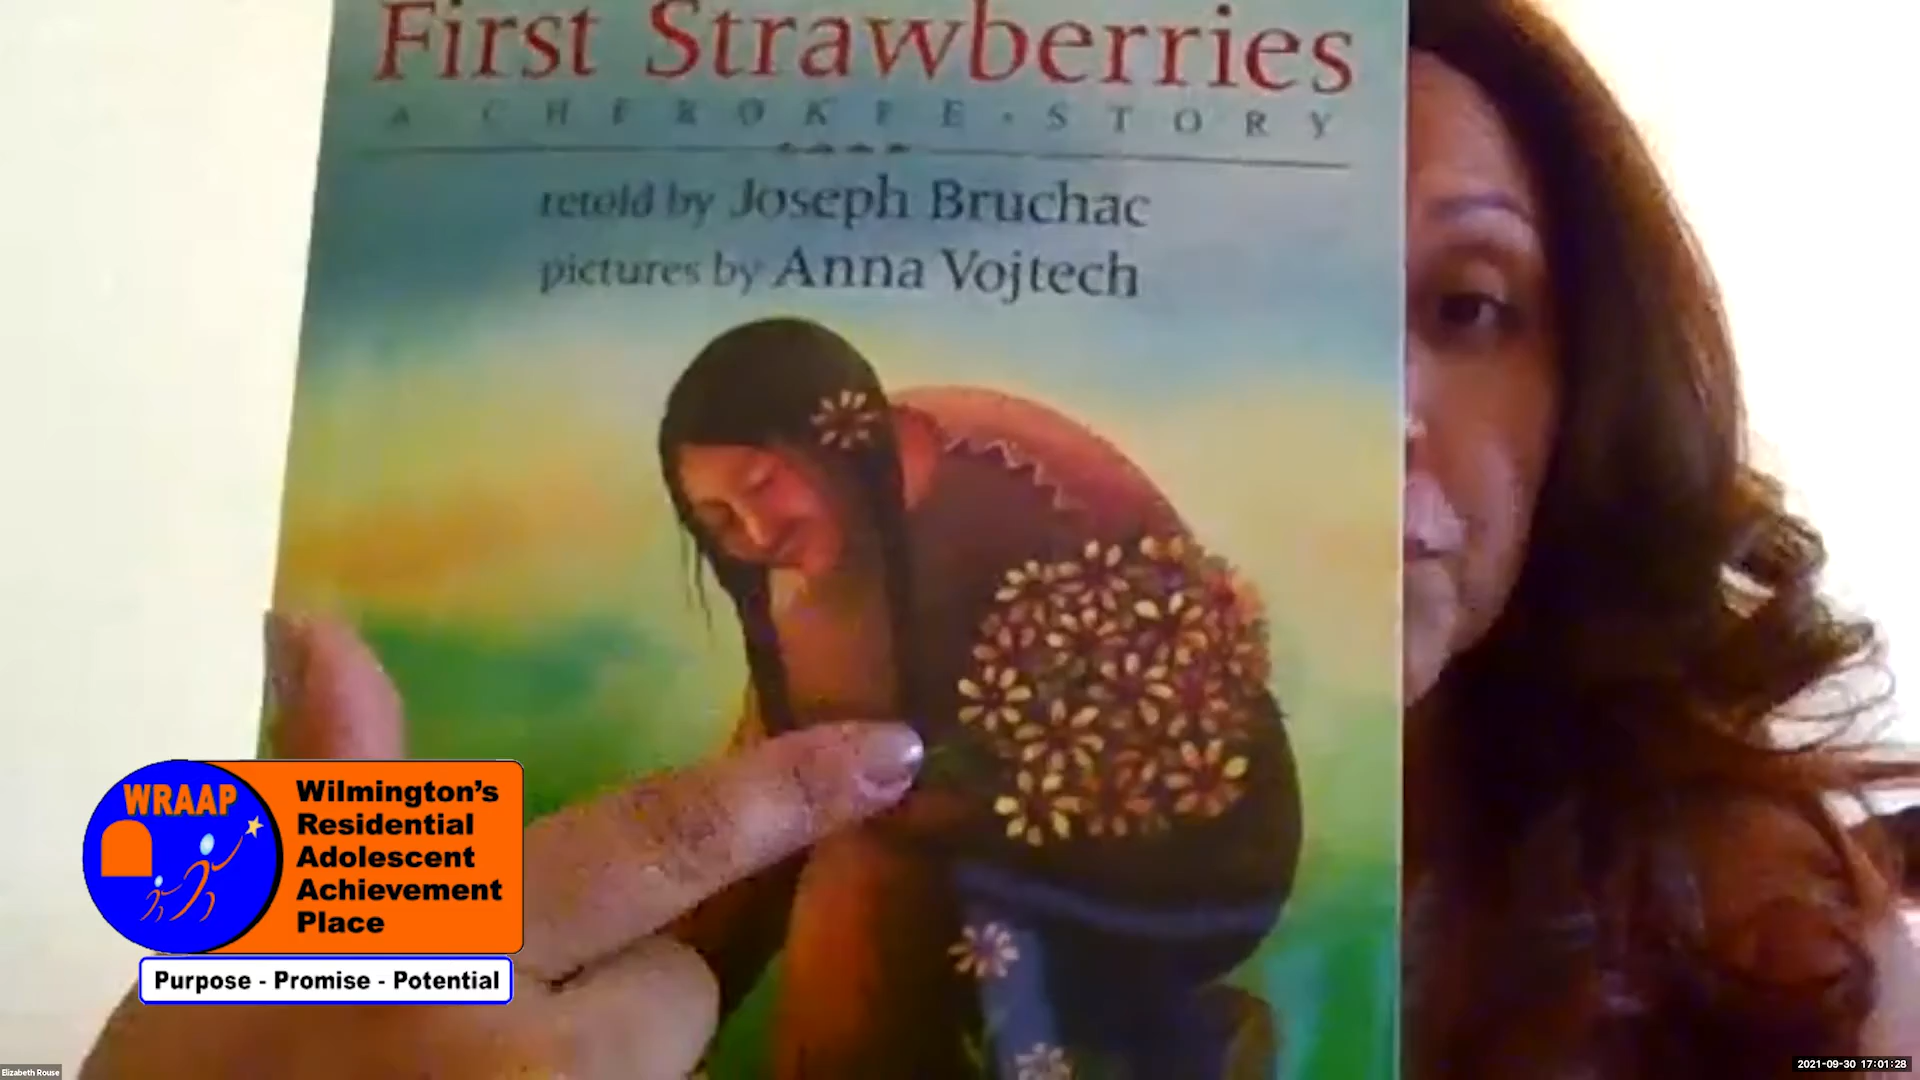 First Strawberries
A CHEROKEE · STORY
retold by Joseph Bruchac
pictures by Anna Vojtech
WRAAP
Wilmington's
Residential
Adolescent
Achievement
Place
Purpose - Promise - Potential
Elizabeth Rouse
2021-09-30 17:01:28